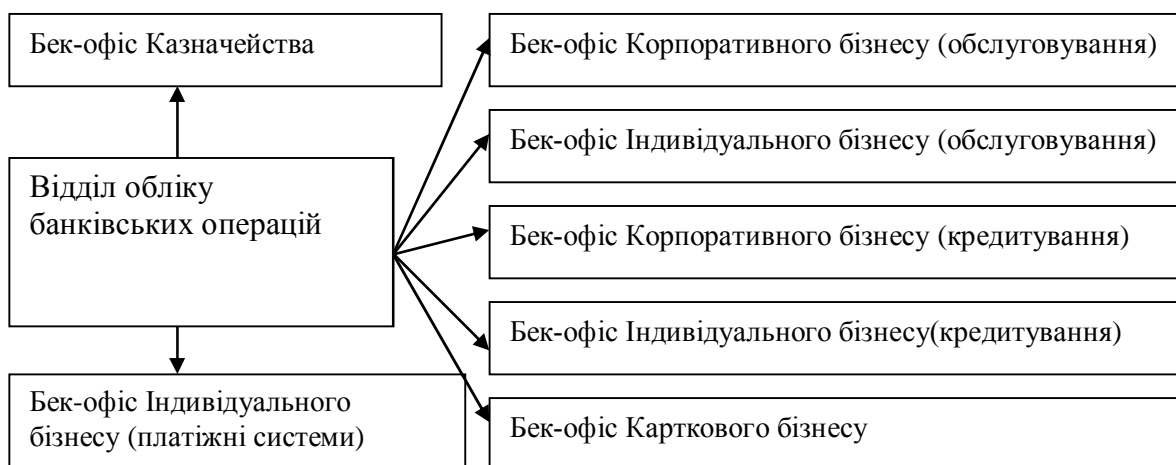 Бек-офіс Казначейства
Відділ обліку
банківських операцій
Бек-офіс Індивідуального
бізнесу (платіжні системи)
Бек-офіс Корпоративного бізнесу (обслуговування)
Бек-офіс Індивідуального бізнесу (обслуговування)
Бек-офіс Корпоративного бізнесу (кредитування)
Бек-офіс Індивідуального бізнесу(кредитування)
Бек-офіс Карткового бізнесу